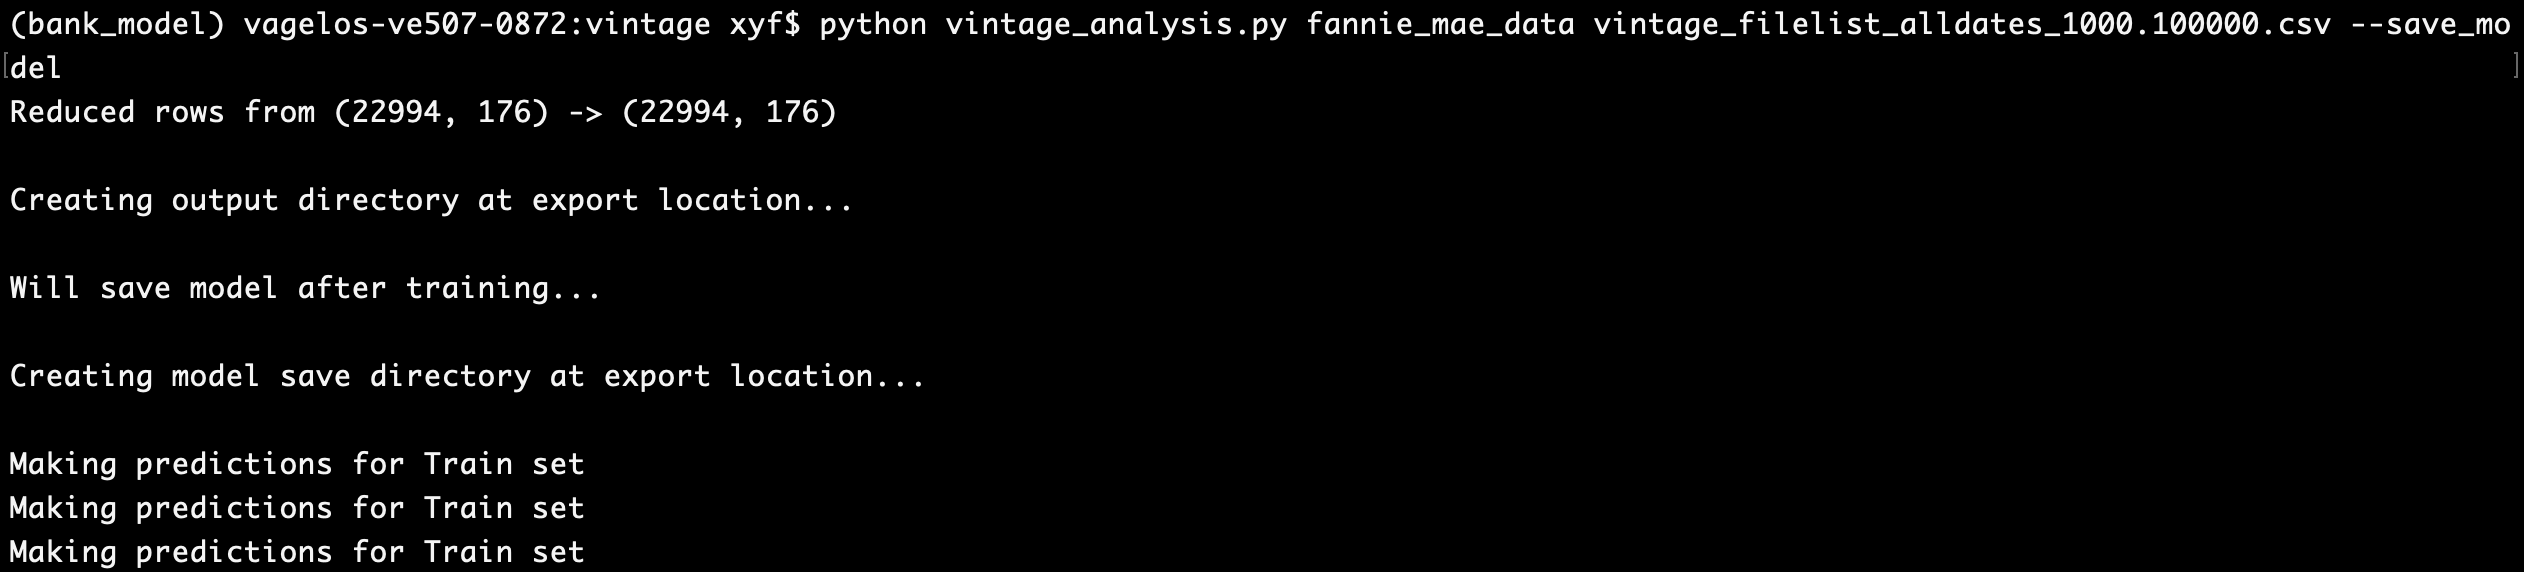 (bank_model) vagelos-ve507-0872:vintage xyf$ python vintage_analysis.py fannie_mae_data vintage_filelist_alldates_1000.100000.csv --save_mo
[del ]
Reduced rows from (22994, 176) -> (22994, 176)
Creating output directory at export location...
Will save model after training...
Creating model save directory at export location...
Making predictions for Train set
Making predictions for Train set
Making predictions for Train set